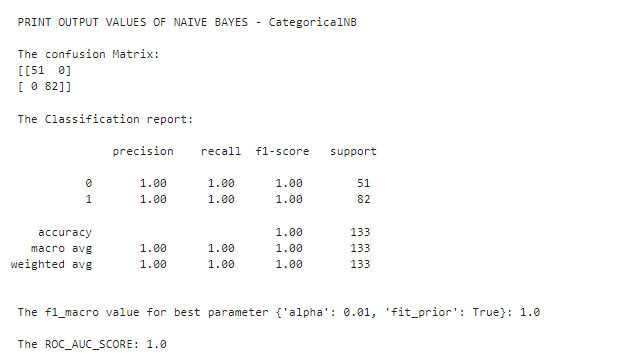 PRINT OUTPUT VALUES OF NAIVE BAYES - CategoricalNB
The confusion Matrix:
[[51  0]
[ 0 82]]
The Classification report:
precision recall f1-score support
0 1.00 1.00 1.00 51
1 1.00 1.00 1.00 82
accuracy 1.00 133
macro avg 1.00 1.00 1.00 133
weighted avg 1.00 1.00 1.00 133
The f1_macro value for best parameter {'alpha': 0.01, 'fit_prior': True}: 1.0
The ROC_AUC_SCORE: 1.0